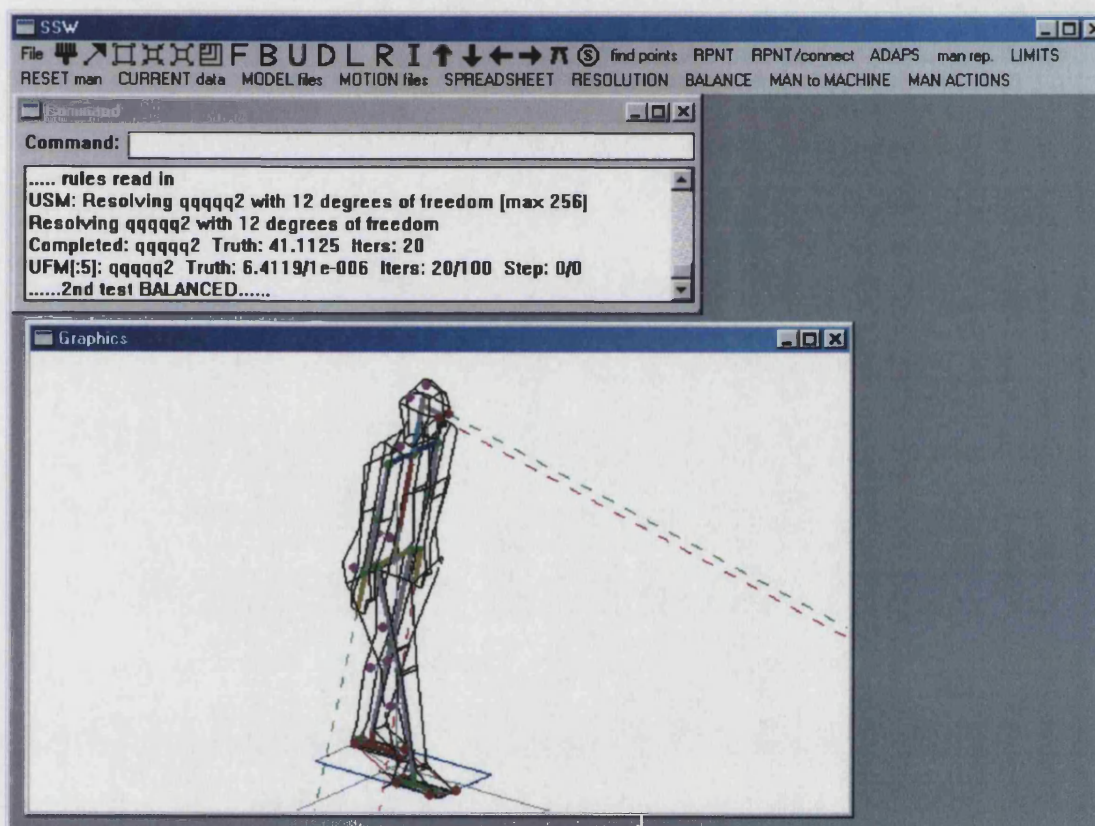 SSW
File F B U D L R I S find points RPNT RPNT/connect ADAPS man rep. LIMITS
RESET man CURRENT data MODEL files MOTION files SPREADSHEET RESOLUTION BALANCE MAN to MACHINE MAN ACTIONS
Command
Command:
..... rules read in
USM: Resolving qqqqq2 with 12 degrees of freedom [max 256]
Resolving qqqqq2 with 12 degrees of freedom
Completed: qqqqq2 Truth: 41.1125 Iters: 20
UFM[:5]: qqqqq2 Truth: 6.4119/1e-006 Iters: 20/100 Step: 0/0
......2nd test BALANCED......
Graphics